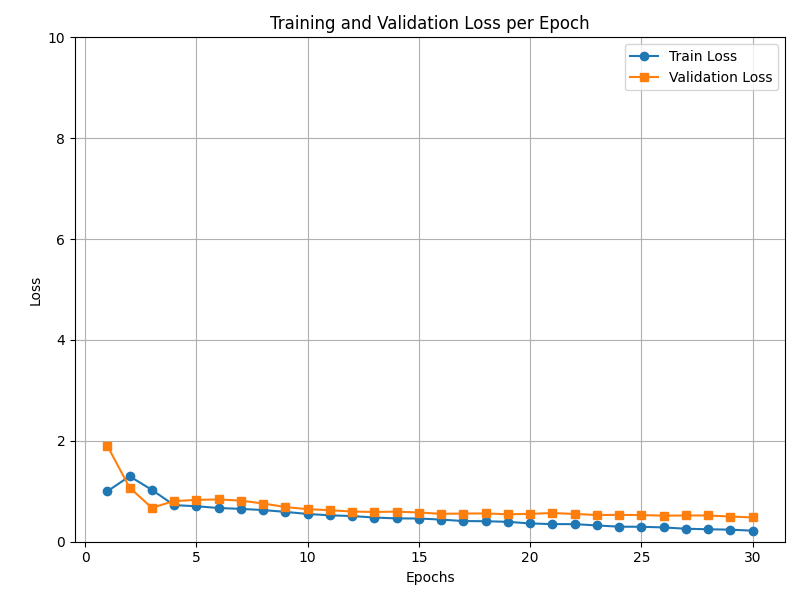 Training and Validation Loss per Epoch
Train Loss
Validation Loss
Loss
10
8
6
4
2
0
0 5 10 15 20 25 30
Epochs